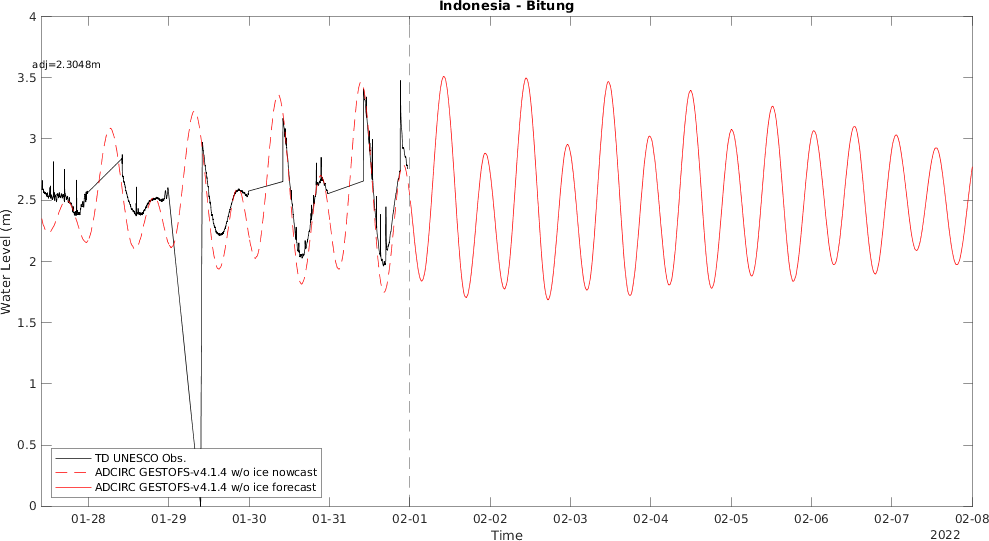 Indonesia - Bitung
4
adj=2.3048m
3.5
3
2.5
2
1.5
1
0.5
0
Water Level (m)
TD UNESCO Obs.
ADCIRC GESTOFS-v4.1.4 w/o ice nowcast
ADCIRC GESTOFS-v4.1.4 w/o ice forecast
01-28 01-29 01-30 01-31 02-01 02-02 02-03 02-04 02-05 02-06 02-07 02-08
Time
2022